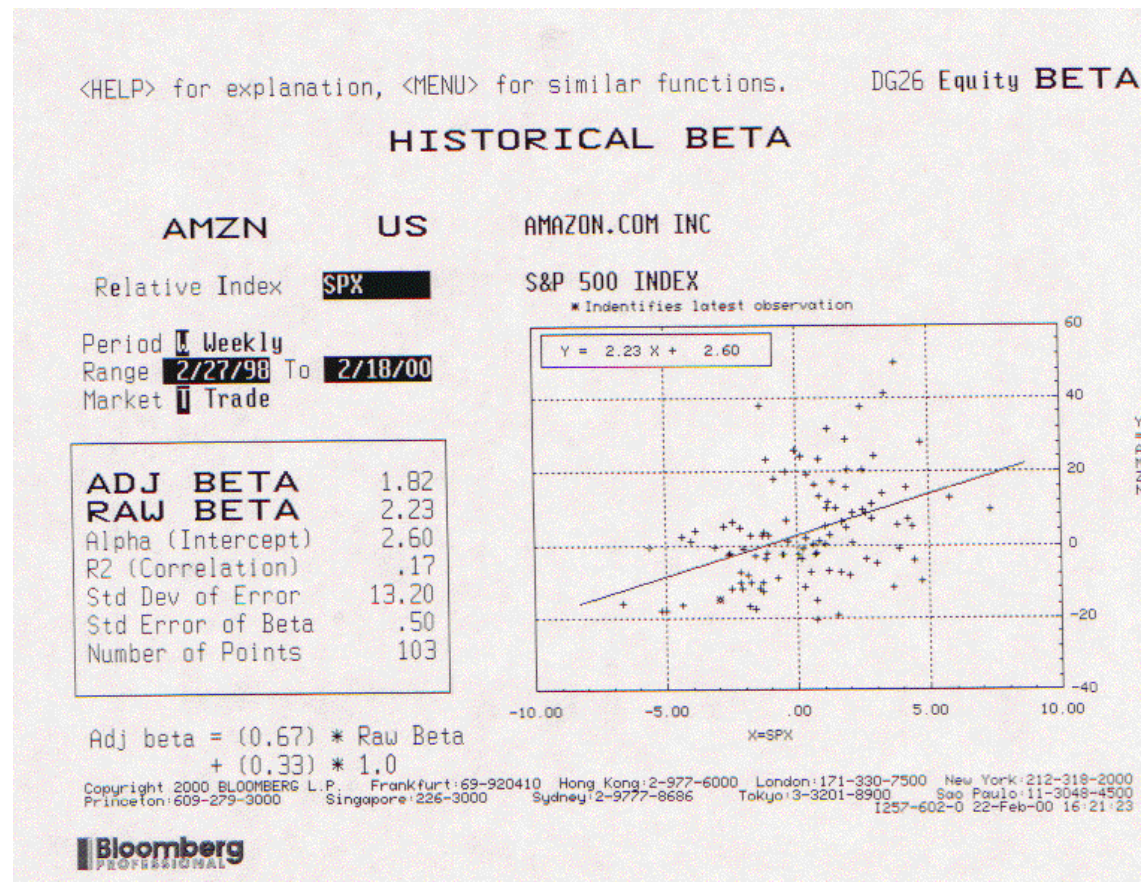 <HELP> for explanation, <MENU> for similar functions. DG26 Equity BETA
HISTORICAL BETA
AMZN US AMAZON.COM INC
Relative Index SPX S&P 500 INDEX
* Indentifies latest observation
Period W Weekly
Range 2/27/98 To 2/18/00
Market T Trade
Y = 2.23 X + 2.60
ADJ BETA 1.82
RAW BETA 2.23
Alpha (Intercept) 2.60
R2 (Correlation) .17
Std Dev of Error 13.20
Std Error of Beta .50
Number of Points 103
60
40
20
0
-20
-40
-10.00 -5.00 .00 5.00 10.00
X=SPX
Adj beta = (0.67) * Raw Beta
+ (0.33) * 1.0
Copyright 2000 BLOOMBERG L.P. Frankfurt:69-920410 Hong Kong:2-977-6000 London:171-330-7500 New York:212-318-2000
Princeton:609-279-3000 Singapore:226-3000 Sydney:2-9777-8686 Tokyo:3-3201-8900 Sao Paulo:11-3048-4500
I257-602-0 22-Feb-00 16:21:23
Bloomberg
PROFESSIONAL